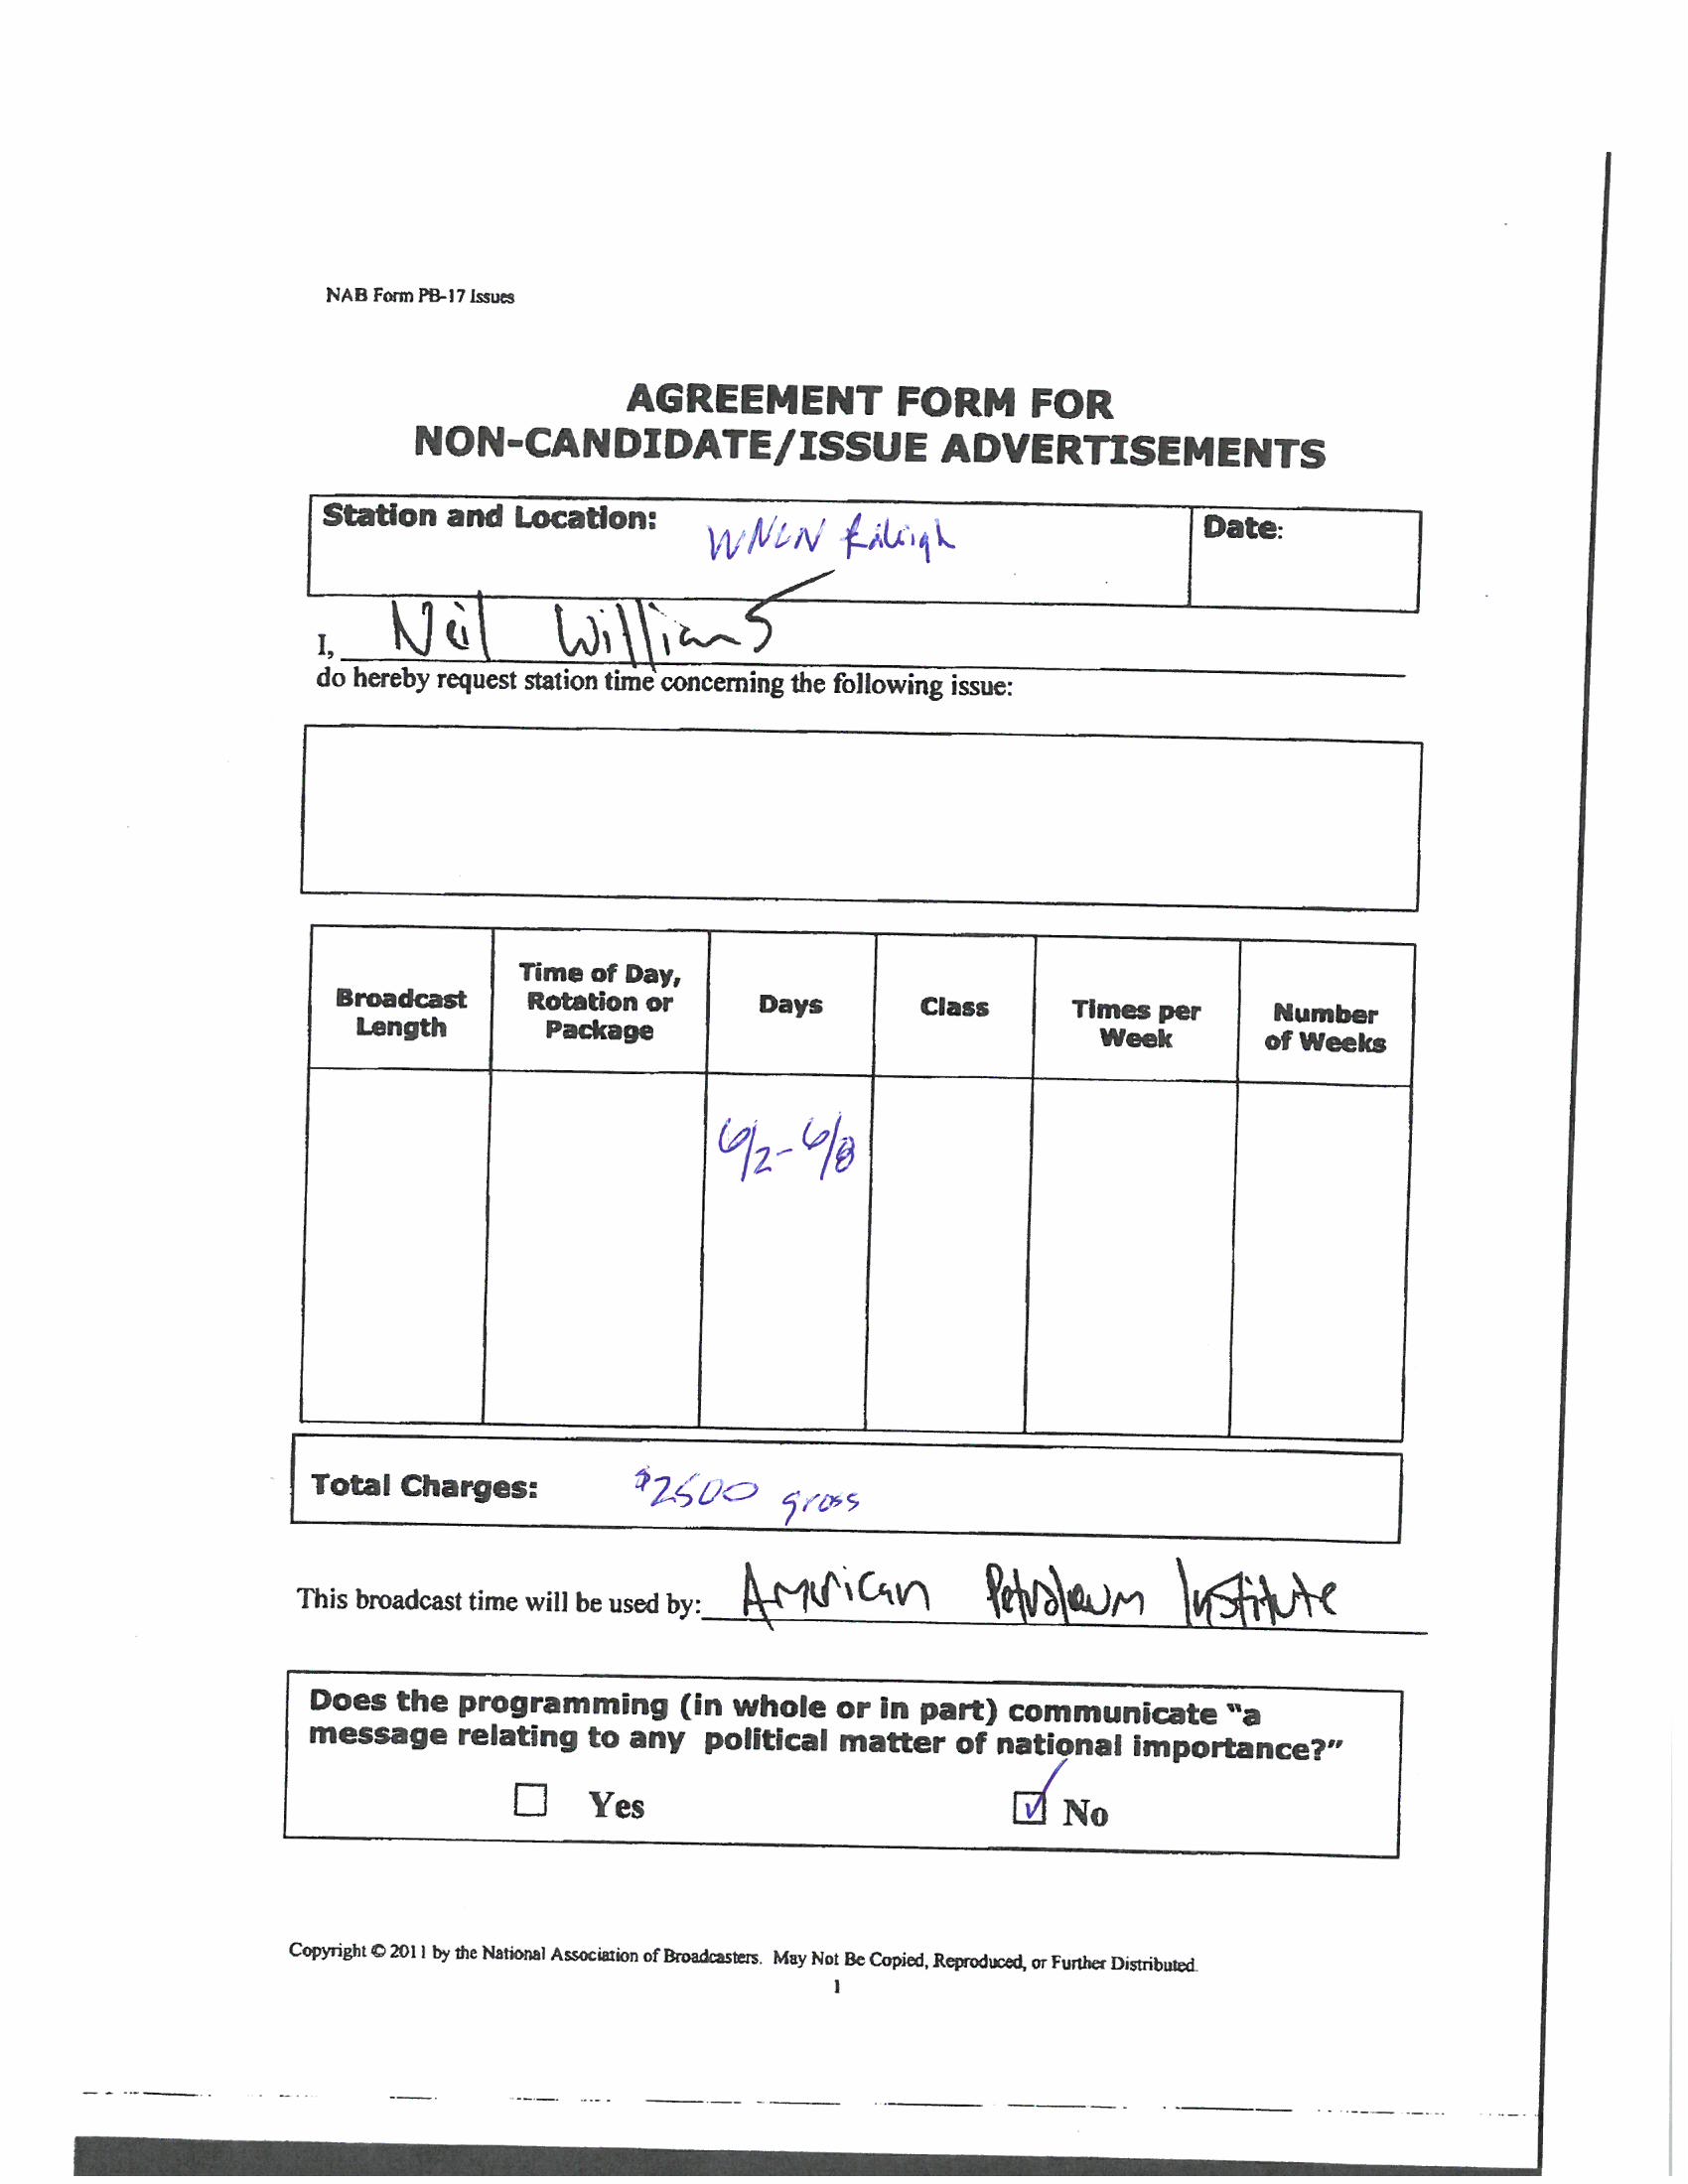 NAB Form PB-17 Issues
AGREEMENT FORM FOR
NON-CANDIDATE/ISSUE ADVERTISEMENTS
Station and Location: WNCN Raleigh
Date:
I, Neil Williams
do hereby request station time concerning the following issue:
Broadcast Length
Time of Day, Rotation or Package
Days
Class
Times per Week
Number of Weeks
6/2-6/8
Total Charges: $2500 gross
This broadcast time will be used by: American Petroleum Institute
Does the programming (in whole or in part) communicate "a
message relating to any political matter of national importance?"
☐ Yes ☑ No
Copyright © 2011 by the National Association of Broadcasters. May Not Be Copied, Reproduced, or Further Distributed.
1